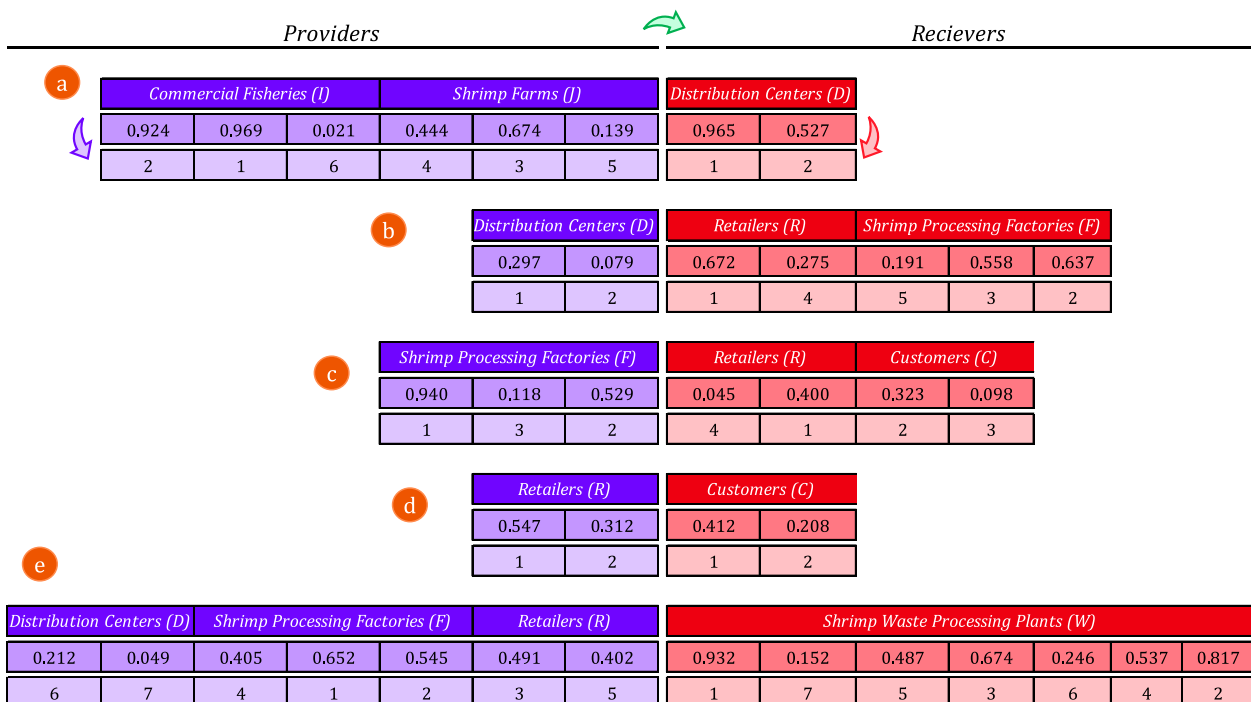 Providers Recievers
a
Commercial Fisheries (I) Shrimp Farms (J) Distribution Centers (D)
0.924 0.969 0.021 0.444 0.674 0.139 0.965 0.527
2 1 6 4 3 5 1 2
b
Distribution Centers (D) Retailers (R) Shrimp Processing Factories (F)
0.297 0.079 0.672 0.275 0.191 0.558 0.637
1 2 1 4 5 3 2
c
Shrimp Processing Factories (F) Retailers (R) Customers (C)
0.940 0.118 0.529 0.045 0.400 0.323 0.098
1 3 2 4 1 2 3
d
Retailers (R) Customers (C)
0.547 0.312 0.412 0.208
1 2 1 2
e
Distribution Centers (D) Shrimp Processing Factories (F) Retailers (R) Shrimp Waste Processing Plants (W)
0.212 0.049 0.405 0.652 0.545 0.491 0.402 0.932 0.152 0.487 0.674 0.246 0.537 0.817
6 7 4 1 2 3 5 1 7 5 3 6 4 2